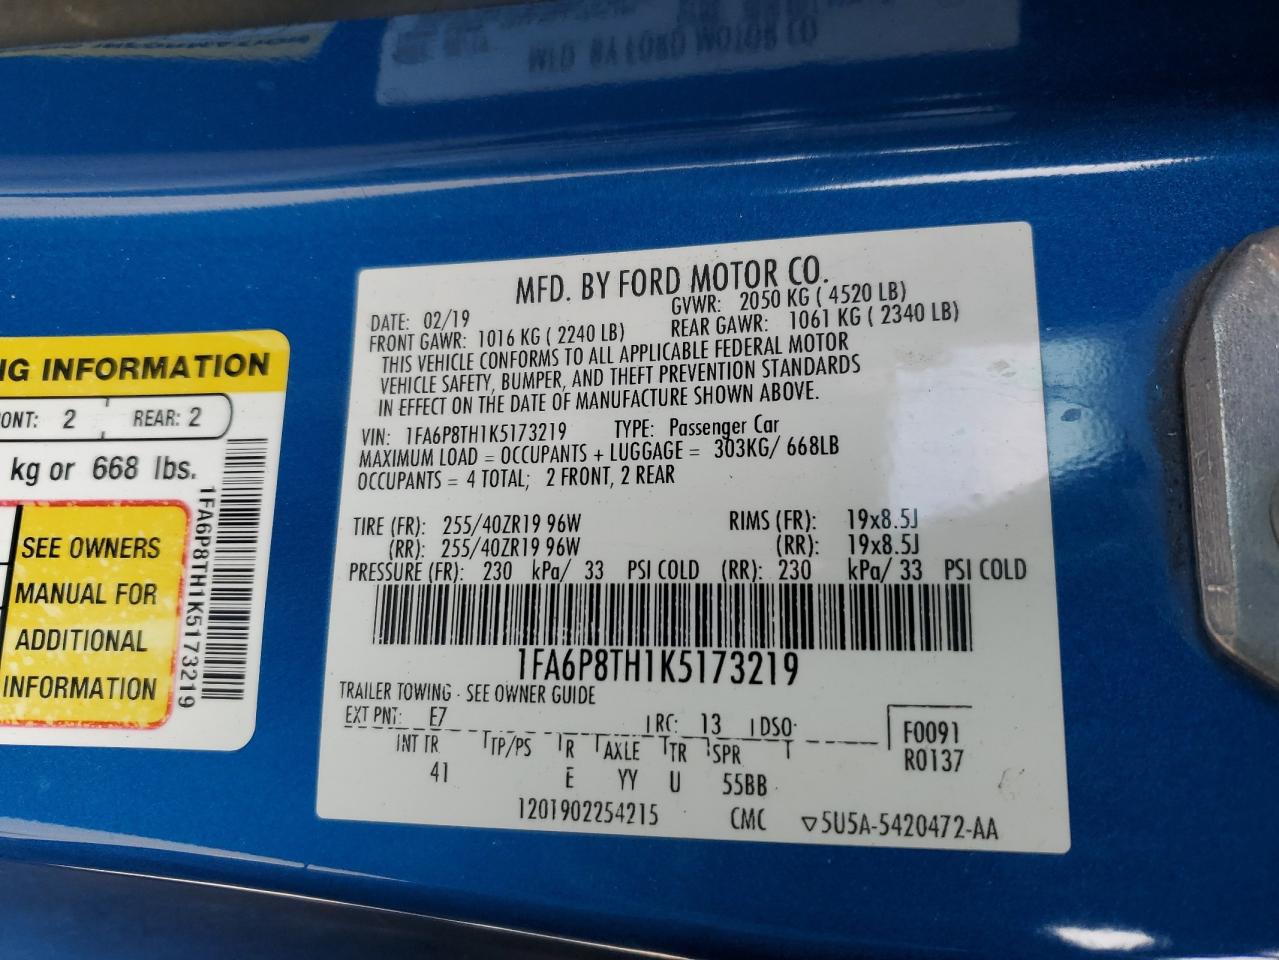 MFD. BY FORD MOTOR CO.
DATE: 02/19 GVWR: 2050 KG ( 4520 LB)
FRONT GAWR: 1016 KG ( 2240 LB) REAR GAWR: 1061 KG ( 2340 LB)
THIS VEHICLE CONFORMS TO ALL APPLICABLE FEDERAL MOTOR
VEHICLE SAFETY, BUMPER, AND THEFT PREVENTION STANDARDS
IN EFFECT ON THE DATE OF MANUFACTURE SHOWN ABOVE.
VIN: 1FA6P8TH1K5173219 TYPE: Passenger Car
MAXIMUM LOAD = OCCUPANTS + LUGGAGE = 303KG/ 668LB
OCCUPANTS = 4 TOTAL; 2 FRONT, 2 REAR
TIRE (FR): 255/40ZR19 96W RIMS (FR): 19x8.5J
(RR): 255/40ZR19 96W (RR): 19x8.5J
PRESSURE (FR): 230 kPa/ 33 PSI COLD (RR): 230 kPa/ 33 PSI COLD
1FA6P8TH1K5173219
TRAILER TOWING - SEE OWNER GUIDE
EXT PNT: E7 RC: 13 DSO: F0091
INT TR TP/PS R AXLE TR SPR T R0137
41 E YY U 55BB
1201902254215 CMC ▽5U5A-5420472-AA
INFORMATION
2 REAR: 2
kg or 668 lbs.
SEE OWNERS
MANUAL FOR
ADDITIONAL
INFORMATION
1FA6P8TH1K5173219
MFD. BY FORD MOTOR CO